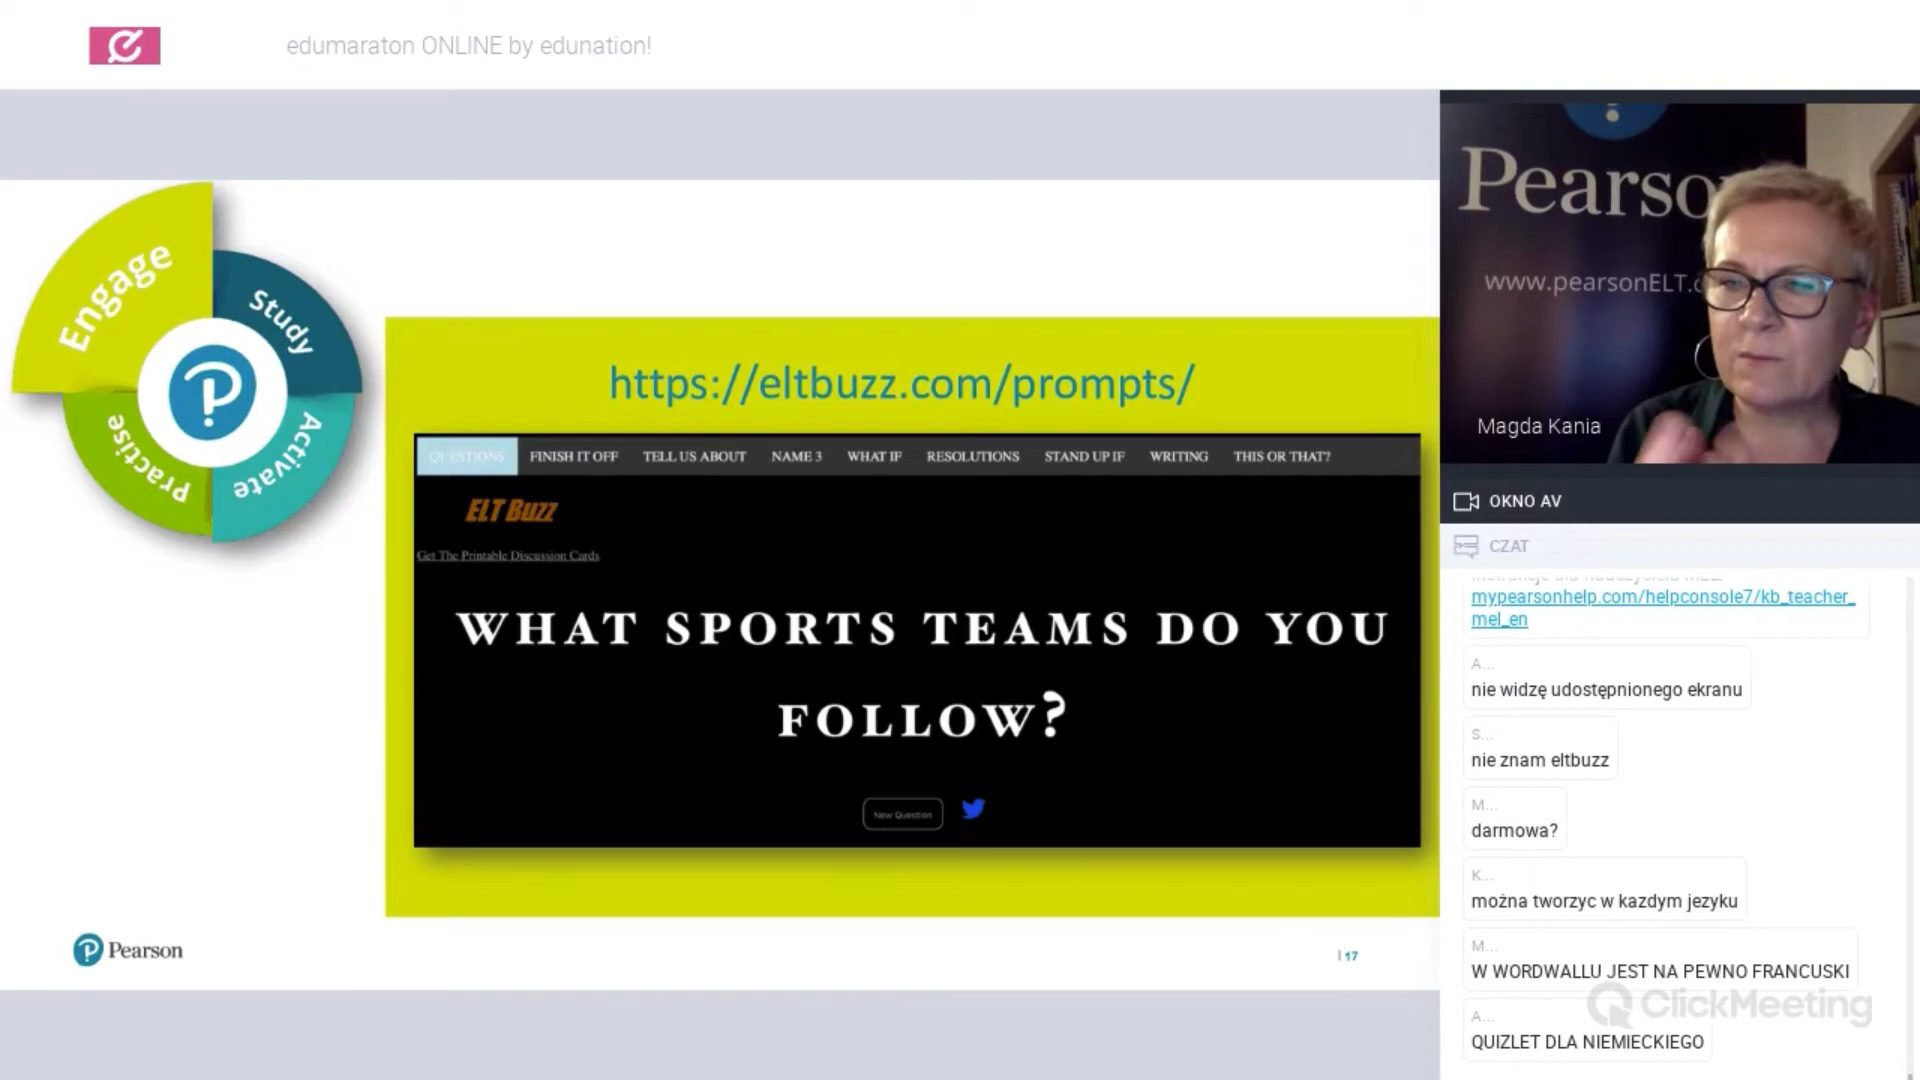 edumaraton ONLINE by edunation!
Engage
Study
Practise
Activate
https://eltbuzz.com/prompts/
QUESTIONS FINISH IT OFF TELL US ABOUT NAME 3 WHAT IF RESOLUTIONS STAND UP IF WRITING THIS OR THAT?
ELT Buzz
Get The Printable Discussion Cards
WHAT SPORTS TEAMS DO YOU
FOLLOW?
New Question
Pearson
17
Pearso
www.pearsonELT.c
Magda Kania
OKNO AV
CZAT
mypearsonhelp.com/helpconsole7/kb_teacher_
mel_en
A...
nie widzę udostępnionego ekranu
S...
nie znam eltbuzz
M...
darmowa?
K...
można tworzyc w kazdym jezyku
M...
W WORDWALLU JEST NA PEWNO FRANCUSKI
ClickMeeting
A...
QUIZLET DLA NIEMIECKIEGO